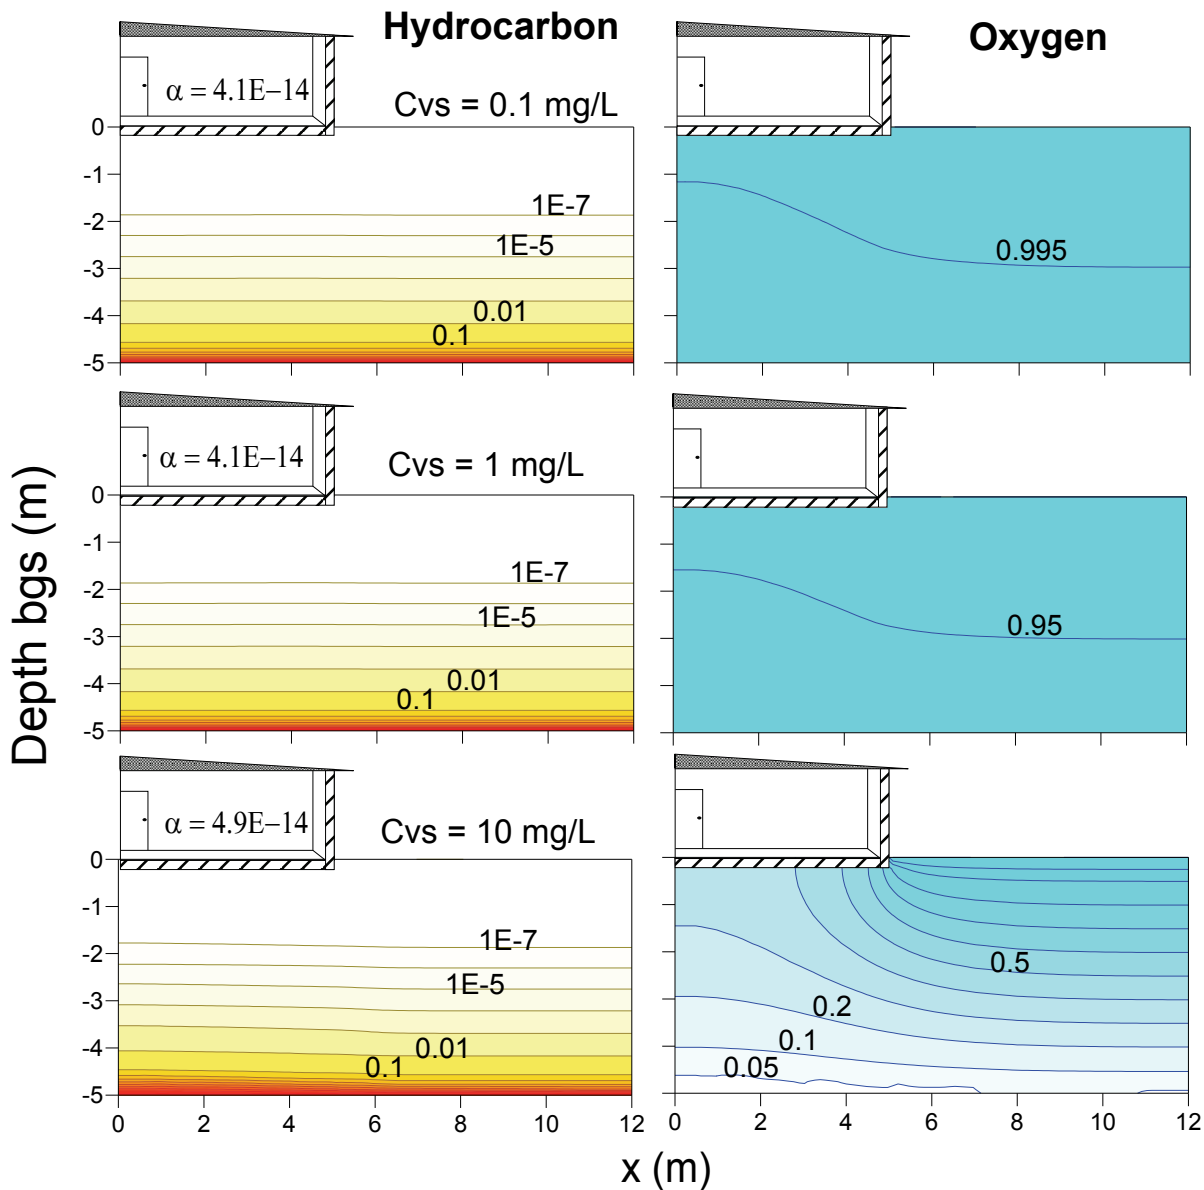 Hydrocarbon
Oxygen
α = 4.1E−14
Cvs = 0.1 mg/L
0
-1
-2
-3
-4
-5
1E-7
1E-5
0.01
0.1
0.995
α = 4.1E−14
Cvs = 1 mg/L
0
-1
-2
-3
-4
-5
1E-7
1E-5
0.01
0.1
0.95
Depth bgs (m)
α = 4.9E−14
Cvs = 10 mg/L
0
-1
-2
-3
-4
-5
1E-7
1E-5
0.01
0.1
0.5
0.2
0.1
0.05
0 2 4 6 8 10 12
0 2 4 6 8 10 12
x (m)